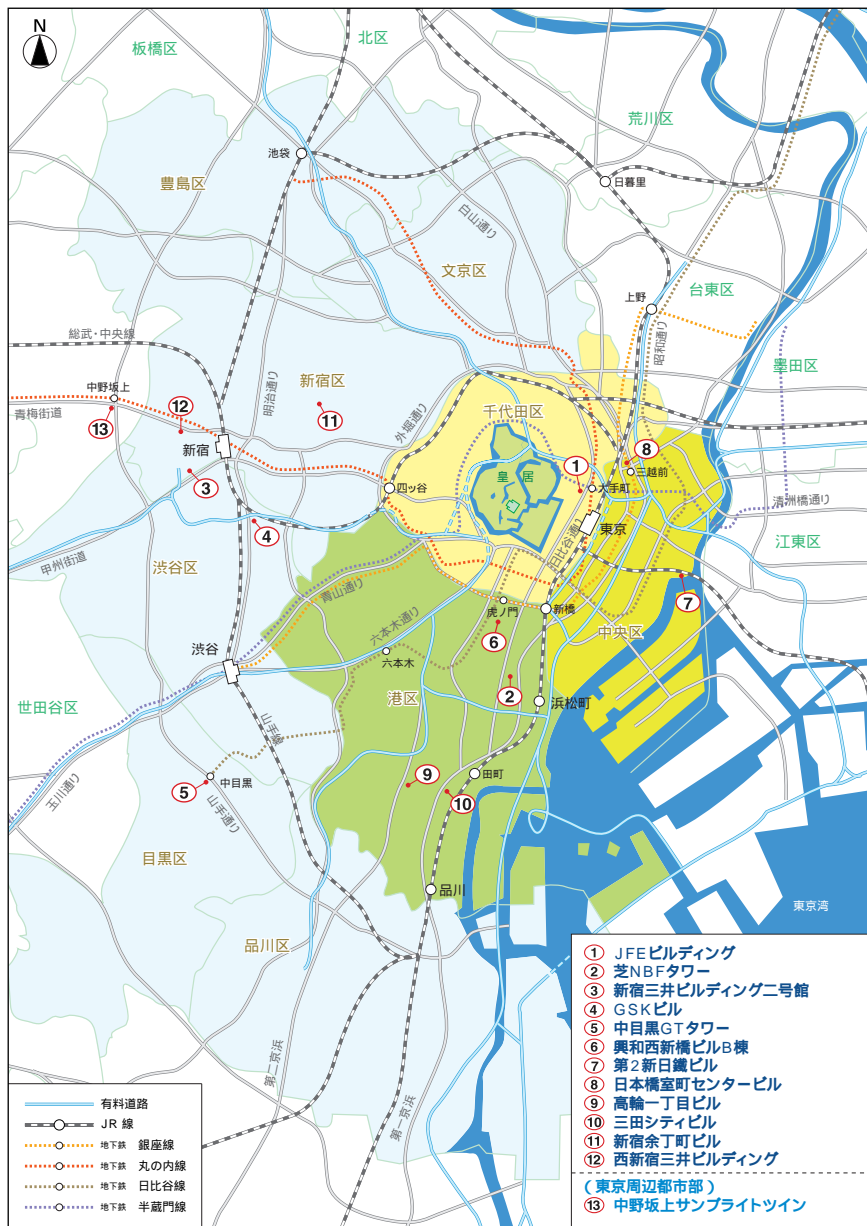 N
板橋区
北区
荒川区
池袋
日暮里
豊島区
白山通り
文京区
台東区
上野
昭和通り
総武・中央線
墨田区
中野坂上
明治通り
新宿区
外堀通り
千代田区
青梅街道
13
12
11
新宿
皇居
1
8
三越前
大手町
3
四ッ谷
清洲橋通り
4
日比谷通り
東京
江東区
甲州街道
渋谷区
青山通り
7
虎ノ門
新橋
六本木通り
6
中央区
渋谷
六本木
2
世田谷区
港区
浜松町
山手線
玉川通り
5
中目黒
9
田町
10
山手通り
目黒区
品川
東京湾
品川区
第二京浜
第一京浜
有料道路
JR 線
地下鉄 銀座線
地下鉄 丸の内線
地下鉄 日比谷線
地下鉄 半蔵門線
1 JFEビルディング
2 芝NBFタワー
3 新宿三井ビルディング二号館
4 GSKビル
5 中目黒GTタワー
6 興和西新橋ビルB棟
7 第2新日鐵ビル
8 日本橋室町センタービル
9 高輪一丁目ビル
10 三田シティビル
11 新宿余丁町ビル
12 西新宿三井ビルディング
(東京周辺都市部)
13 中野坂上サンブライトツイン